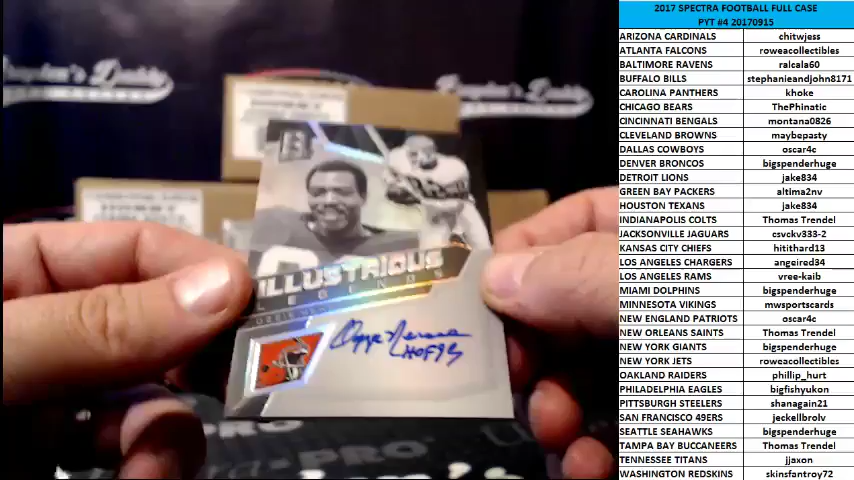 2017 SPECTRA FOOTBALL FULL CASE
PYT #4 20170915
ARIZONA CARDINALS chitwjess
ATLANTA FALCONS roweacollectibles
BALTIMORE RAVENS ralcala60
BUFFALO BILLS stephanieandjohn8171
CAROLINA PANTHERS khoke
CHICAGO BEARS ThePhinatic
CINCINNATI BENGALS montana0826
CLEVELAND BROWNS maybepasty
DALLAS COWBOYS oscar4c
DENVER BRONCOS bigspenderhuge
DETROIT LIONS jake834
GREEN BAY PACKERS altima2nv
HOUSTON TEXANS jake834
INDIANAPOLIS COLTS Thomas Trendel
JACKSONVILLE JAGUARS csvckv333-2
KANSAS CITY CHIEFS hitithard13
LOS ANGELES CHARGERS angeired34
LOS ANGELES RAMS vree-kaib
MIAMI DOLPHINS bigspenderhuge
MINNESOTA VIKINGS mwsportscards
NEW ENGLAND PATRIOTS oscar4c
NEW ORLEANS SAINTS Thomas Trendel
NEW YORK GIANTS bigspenderhuge
NEW YORK JETS roweacollectibles
OAKLAND RAIDERS phillip_hurt
PHILADELPHIA EAGLES bigfishyukon
PITTSBURGH STEELERS shanagain21
SAN FRANCISCO 49ERS jeckellbrolv
SEATTLE SEAHAWKS bigspenderhuge
TAMPA BAY BUCCANEERS Thomas Trendel
TENNESSEE TITANS jjaxon
WASHINGTON REDSKINS skinsfantroy72
ILLUSTRIOUS
LEGENDS
Ozzie Newsome
HOF 99
PRO